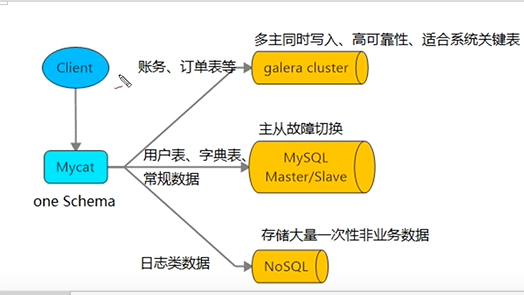 多主同时写入、高可靠性、适合系统关键表
Client
账务、订单表等
galera cluster
主从故障切换
用户表、字典表、
常规数据
MySQL
Master/Slave
Mycat
one Schema
存储大量一次性非业务数据
日志类数据
NoSQL